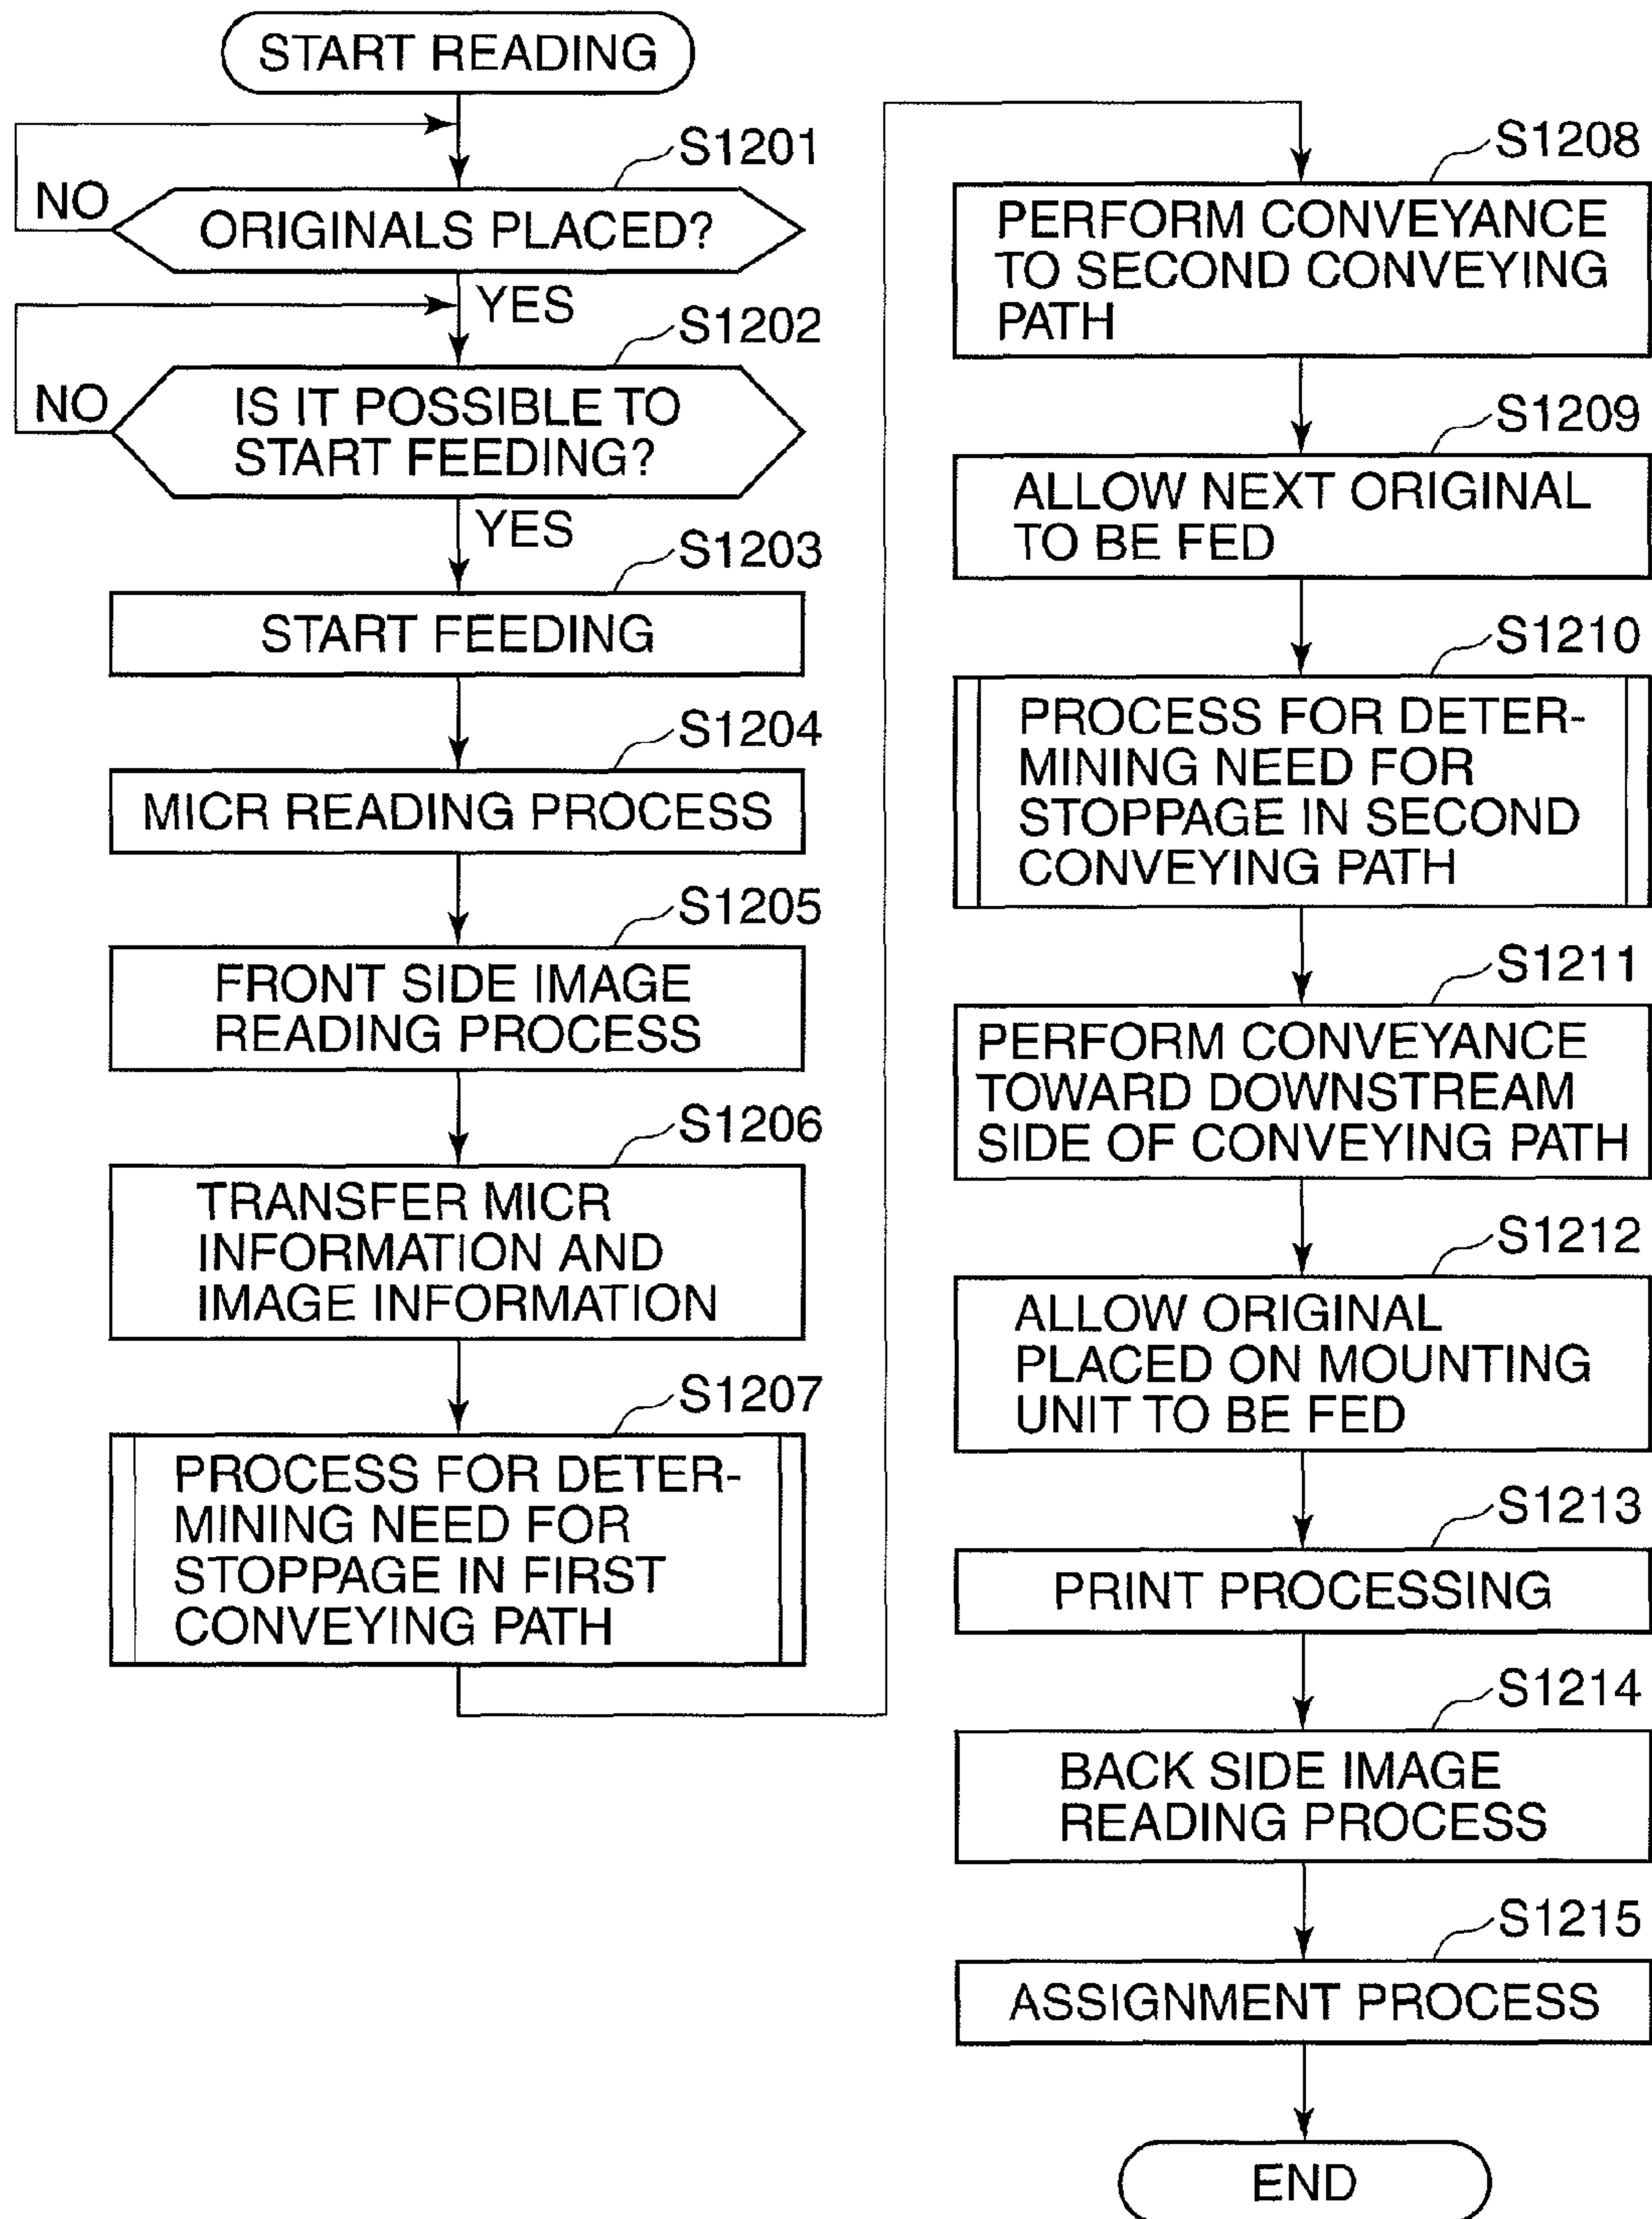 START READING
S1201
NO
ORIGINALS PLACED?
YES
S1202
NO
IS IT POSSIBLE TO
START FEEDING?
YES
S1203
START FEEDING
S1204
MICR READING PROCESS
S1205
FRONT SIDE IMAGE
READING PROCESS
S1206
TRANSFER MICR
INFORMATION AND
IMAGE INFORMATION
S1207
PROCESS FOR DETER-
MINING NEED FOR
STOPPAGE IN FIRST
CONVEYING PATH
S1208
PERFORM CONVEYANCE
TO SECOND CONVEYING
PATH
S1209
ALLOW NEXT ORIGINAL
TO BE FED
S1210
PROCESS FOR DETER-
MINING NEED FOR
STOPPAGE IN SECOND
CONVEYING PATH
S1211
PERFORM CONVEYANCE
TOWARD DOWNSTREAM
SIDE OF CONVEYING PATH
S1212
ALLOW ORIGINAL
PLACED ON MOUNTING
UNIT TO BE FED
S1213
PRINT PROCESSING
S1214
BACK SIDE IMAGE
READING PROCESS
S1215
ASSIGNMENT PROCESS
END